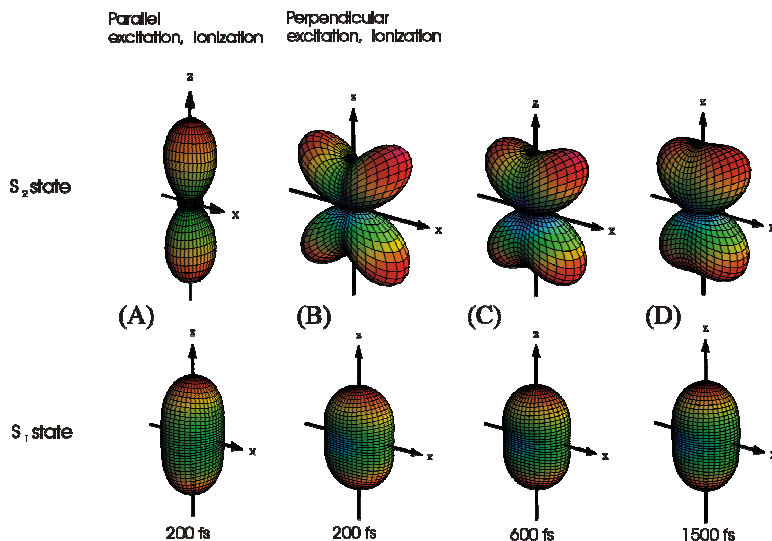 Parallel
excitation, ionization
Perpendicular
excitation, ionization
z
z
z
z
S2 state
x
x
x
x
(A)
(B)
(C)
(D)
z
z
z
z
S1 state
x
x
x
x
200 fs
200 fs
600 fs
1500 fs